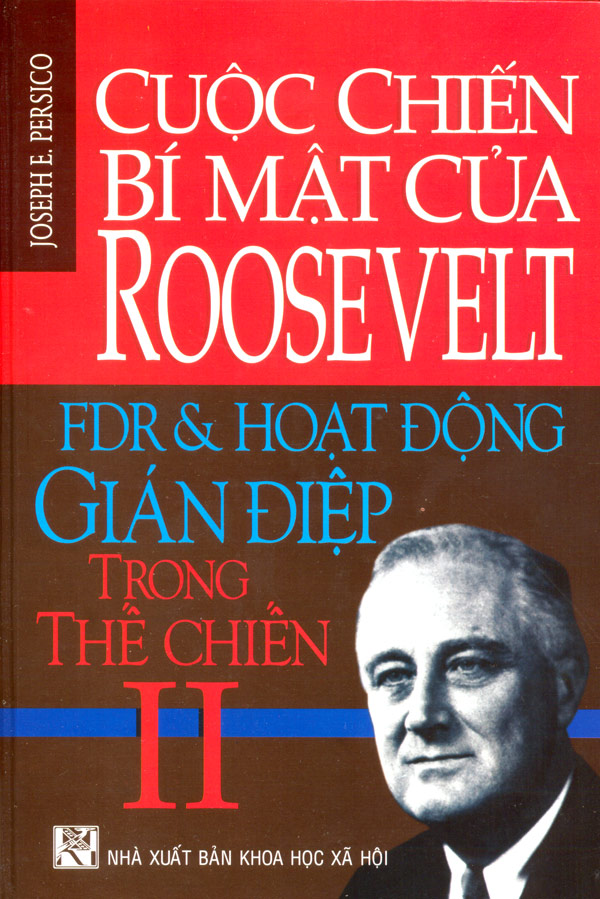 JOSEPH E. PERSICO
CUỘC CHIẾN
BÍ MẬT CỦA
ROOSEVELT
FDR & HOẠT ĐỘNG
GIÁN ĐIỆP
TRONG
THẾ CHIẾN
II
NHÀ XUẤT BẢN KHOA HỌC XÃ HỘI